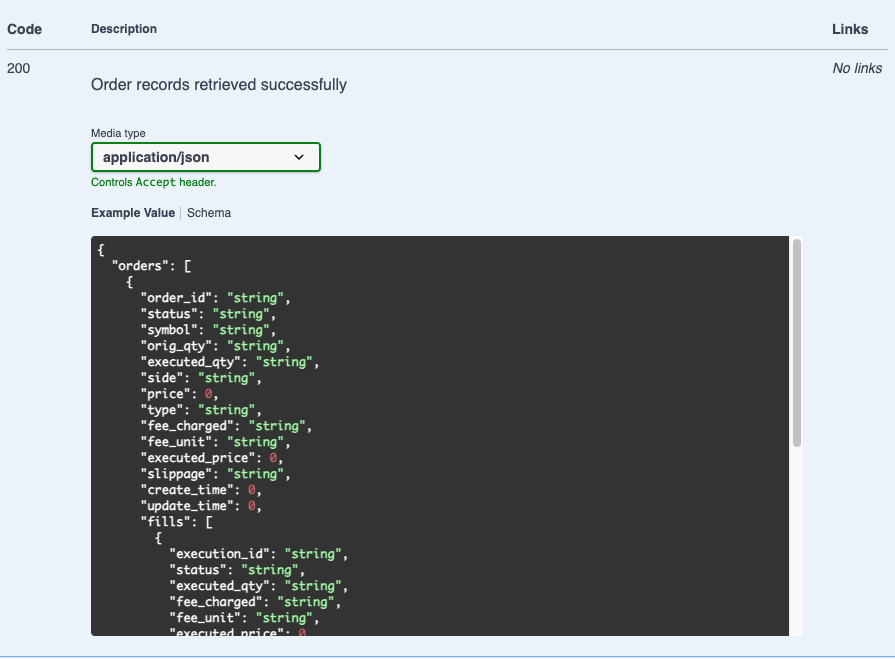 Code Description Links
200 No links
Order records retrieved successfully
Media type
application/json
Controls Accept header.
Example Value Schema
{
  "orders": [
    {
      "order_id": "string",
      "status": "string",
      "symbol": "string",
      "orig_qty": "string",
      "executed_qty": "string",
      "side": "string",
      "price": 0,
      "type": "string",
      "fee_charged": "string",
      "fee_unit": "string",
      "executed_price": 0,
      "slippage": "string",
      "create_time": 0,
      "update_time": 0,
      "fills": [
        {
          "execution_id": "string",
          "status": "string",
          "executed_qty": "string",
          "fee_charged": "string",
          "fee_unit": "string",
          "executed_price": 0